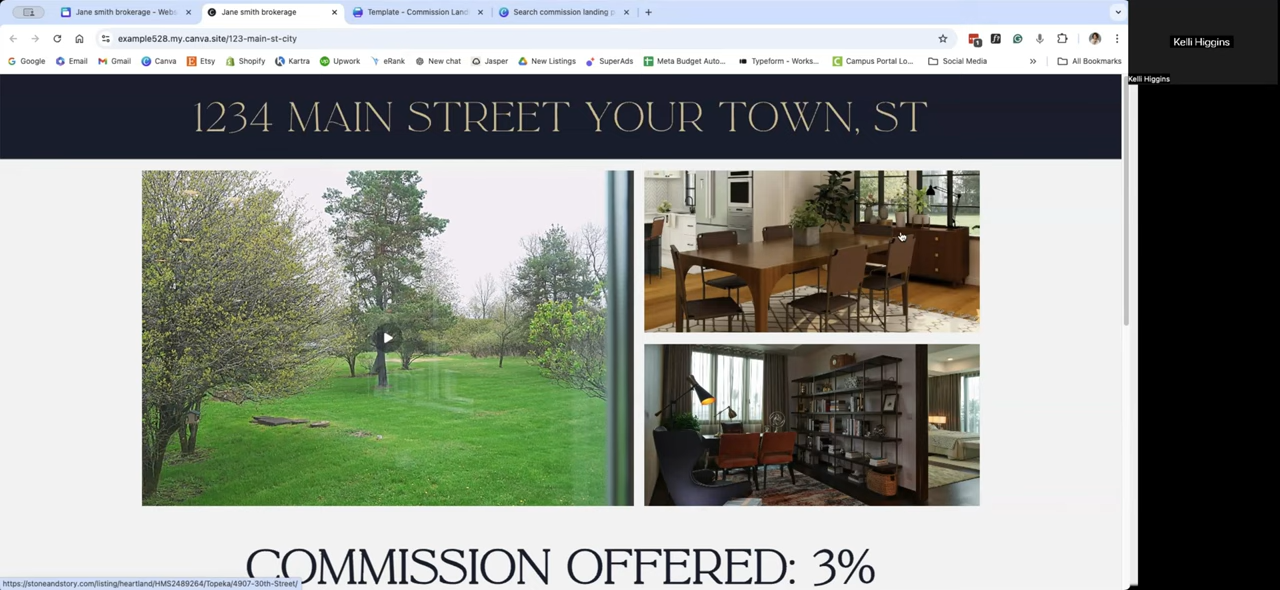 Jane smith brokerage - Webs
Jane smith brokerage
Template - Commission Land
Search commission landing p
example528.my.canva.site/123-main-st-city
Google
Email
Gmail
Canva
Etsy
Shopify
Kartra
Upwork
eRank
New chat
Jasper
New Listings
SuperAds
Meta Budget Auto...
Typeform - Works...
Campus Portal Lo...
Social Media
All Bookmarks
Kelli Higgins
Kelli Higgins
1234 MAIN STREET YOUR TOWN, ST
COMMISSION OFFERED: 3%
https://stoneandstory.com/listing/heartland/HMS2489264/Topeka/4907-30th-Street/